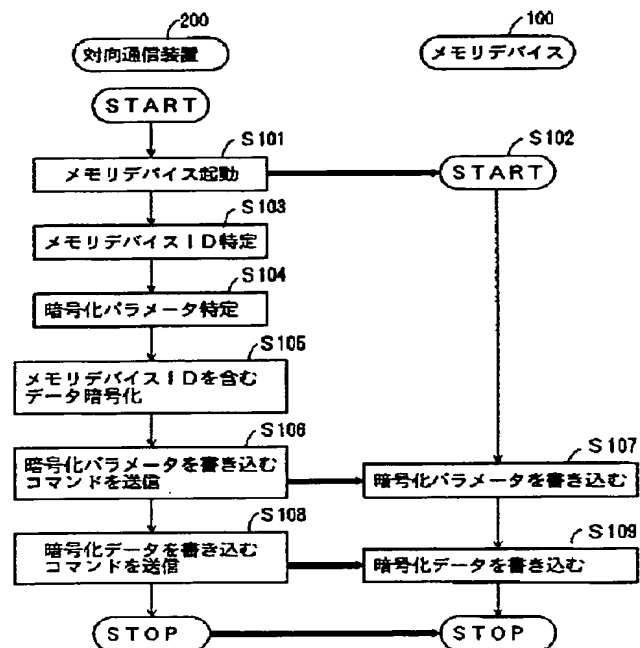 200
対向通信装置
100
メモリデバイス
START
S101
メモリデバイス起動
S102
START
S103
メモリデバイスID特定
S104
暗号化パラメータ特定
S105
メモリデバイスIDを含む
データ暗号化
S106
暗号化パラメータを書き込む
コマンドを送信
S107
暗号化パラメータを書き込む
S108
暗号化データを書き込む
コマンドを送信
S109
暗号化データを書き込む
STOP
STOP